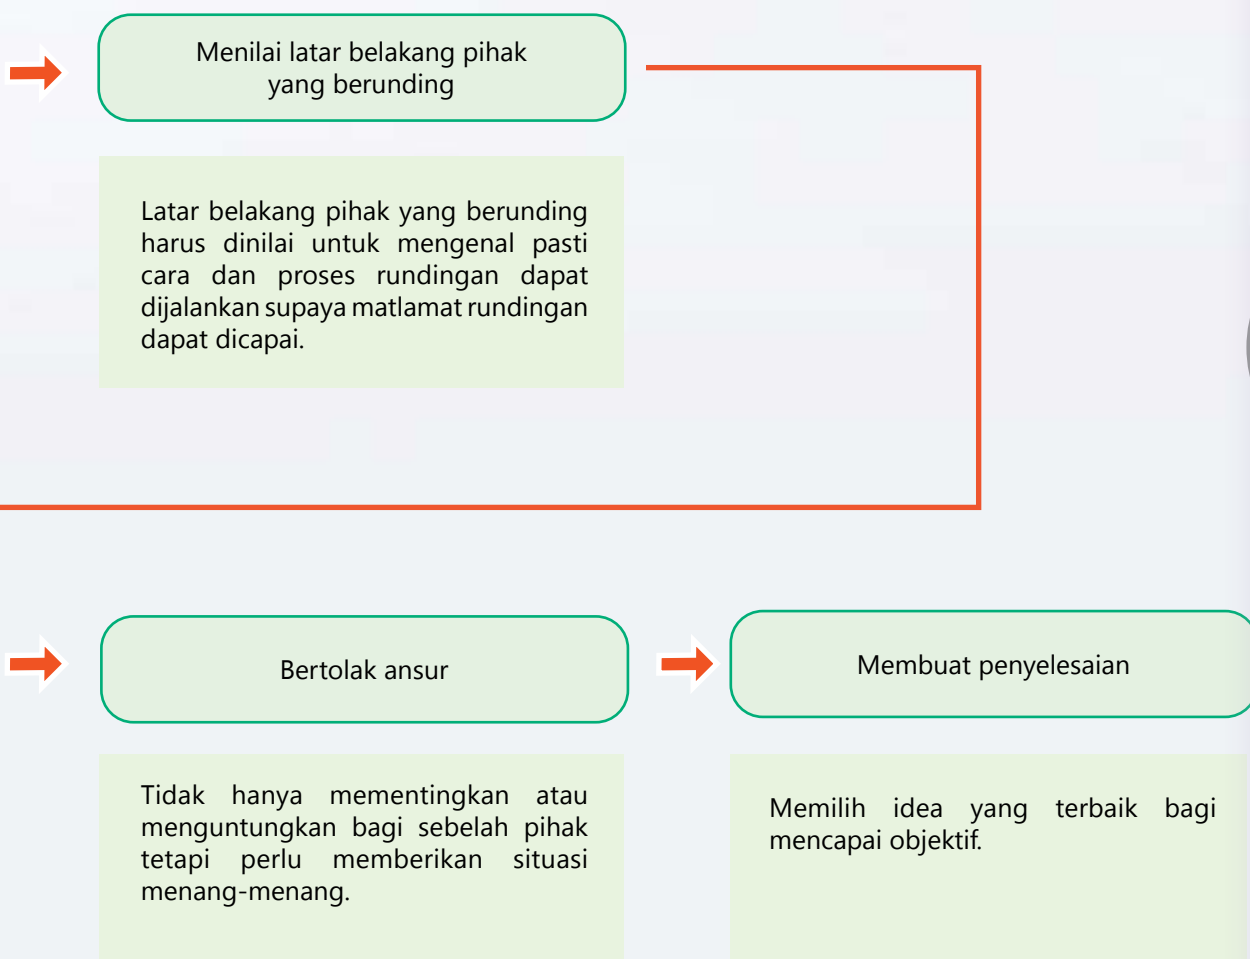 Menilai latar belakang pihak
yang berunding
Latar belakang pihak yang berunding
harus dinilai untuk mengenal pasti
cara dan proses rundingan dapat
dijalankan supaya matlamat rundingan
dapat dicapai.
Bertolak ansur
Tidak hanya mementingkan atau
menguntungkan bagi sebelah pihak
tetapi perlu memberikan situasi
menang-menang.
Membuat penyelesaian
Memilih idea yang terbaik bagi
mencapai objektif.